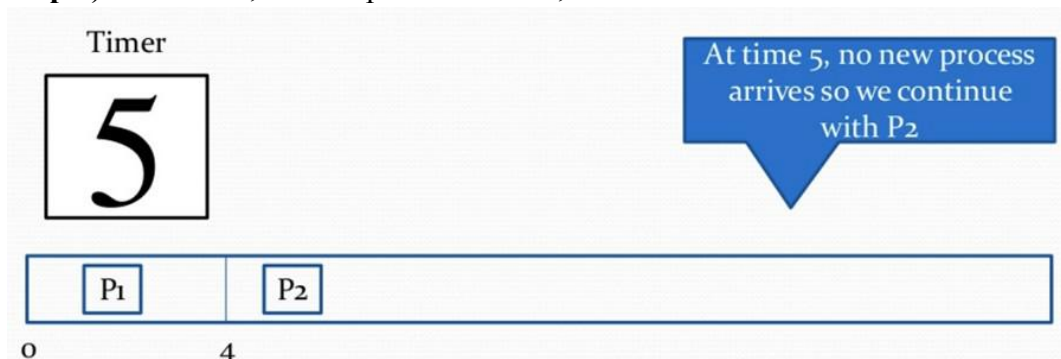 Timer
5
At time 5, no new process
arrives so we continue
with P2
P1
P2
0
4